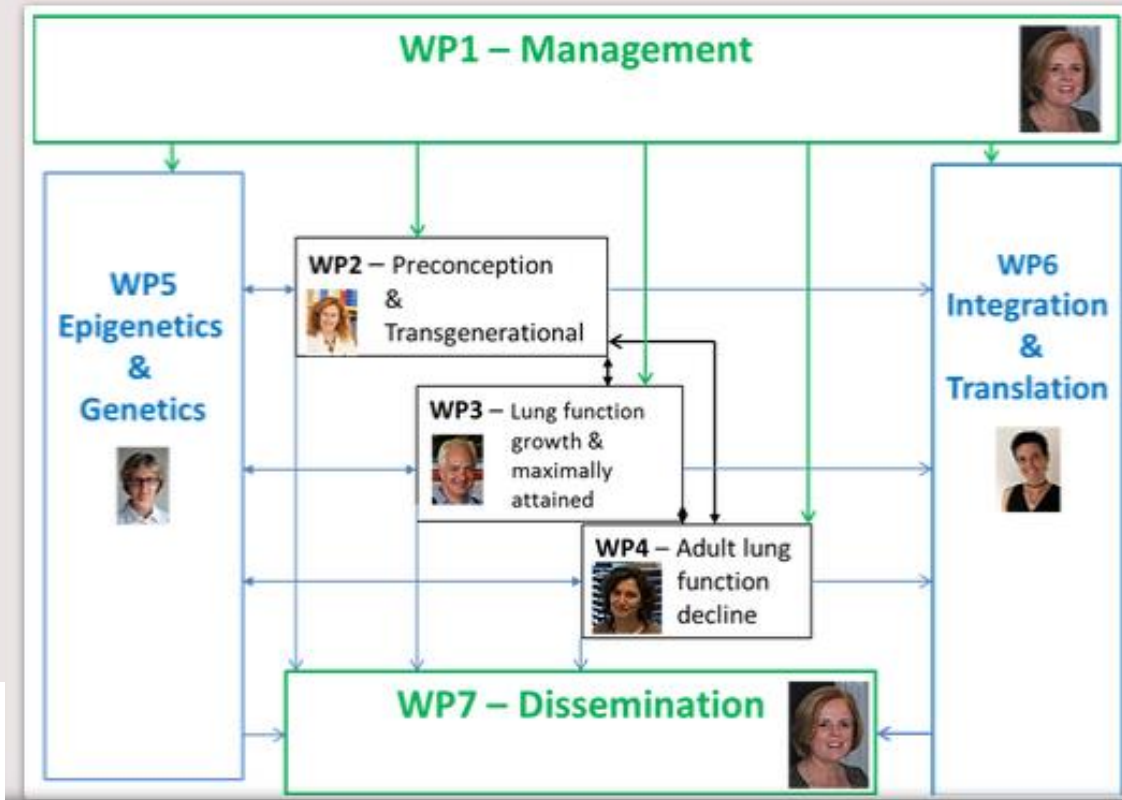 WP1 – Management
WP5
Epigenetics
&
Genetics
WP2 – Preconception
&
Transgenerational
WP3 – Lung function
growth &
maximally
attained
WP4 – Adult lung
function
decline
WP6
Integration
&
Translation
WP7 – Dissemination